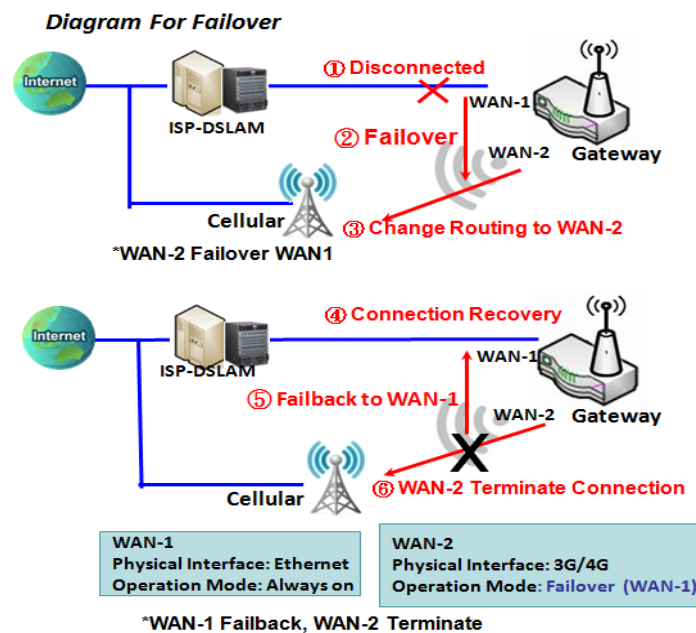 Diagram For Failover
Internet
ISP-DSLAM
① Disconnected
WAN-1
② Failover
WAN-2
Gateway
Cellular
③ Change Routing to WAN-2
*WAN-2 Failover WAN1
Internet
ISP-DSLAM
④ Connection Recovery
WAN-1
⑤ Failback to WAN-1
WAN-2
Gateway
Cellular
⑥ WAN-2 Terminate Connection
WAN-1
Physical Interface: Ethernet
Operation Mode: Always on
WAN-2
Physical Interface: 3G/4G
Operation Mode: Failover (WAN-1)
*WAN-1 Failback, WAN-2 Terminate